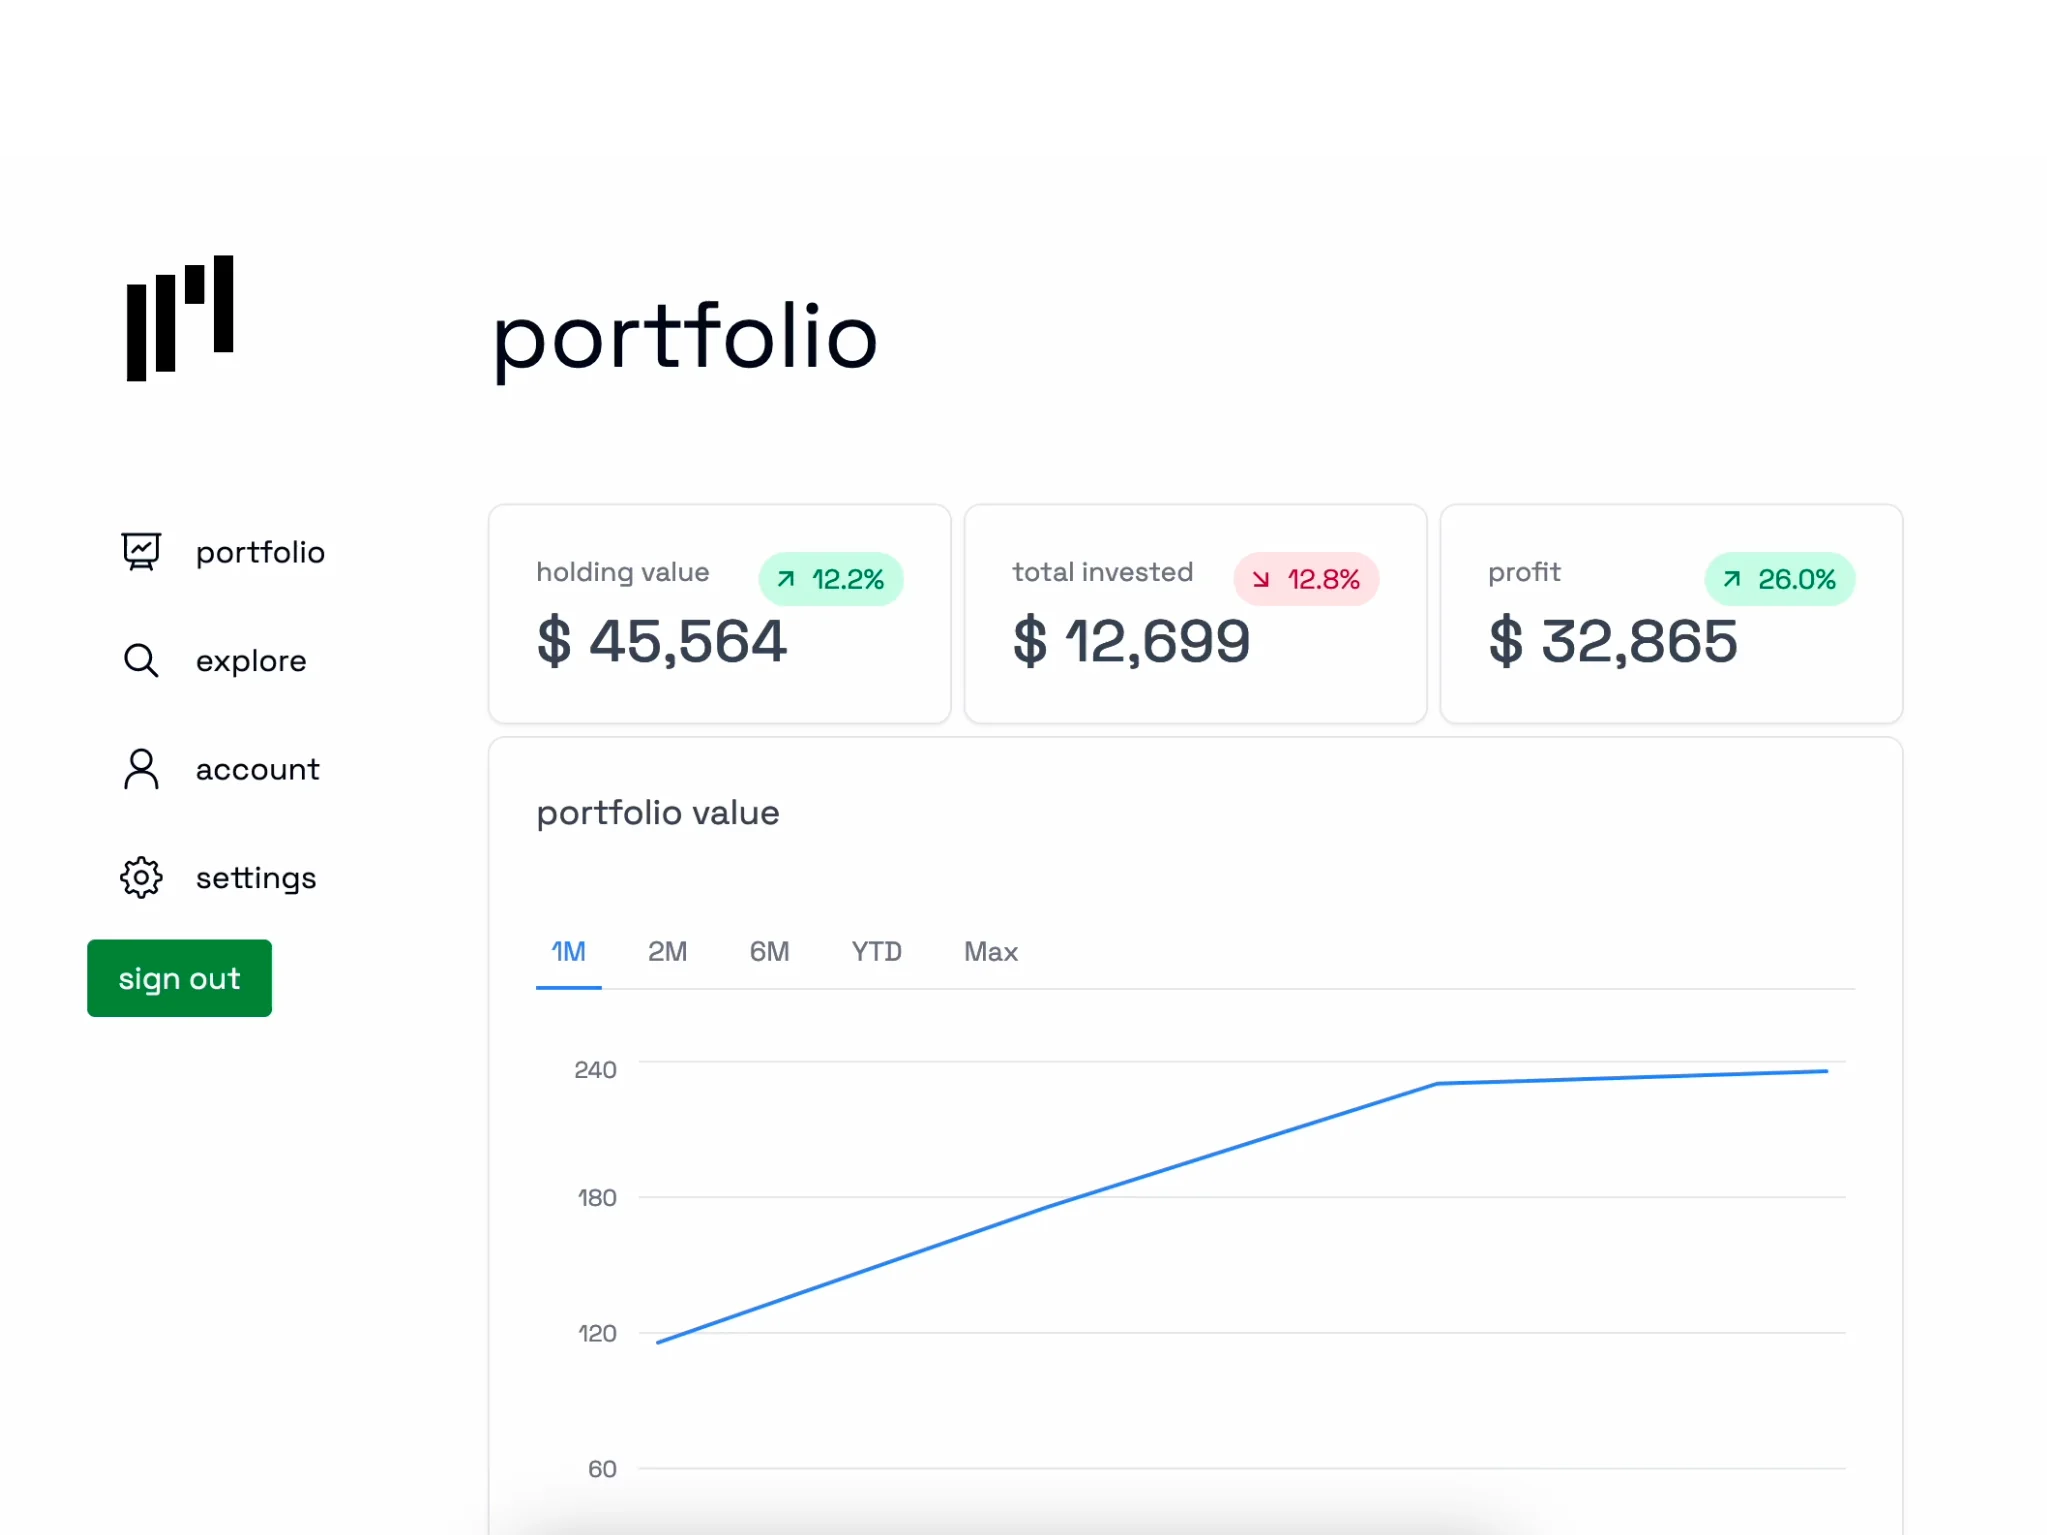 portfolio
portfolio
explore
account
settings
sign out
holding value
12.2%
$ 45,564
total invested
12.8%
$ 12,699
profit
26.0%
$ 32,865
portfolio value
1M 2M 6M YTD Max
240
180
120
60